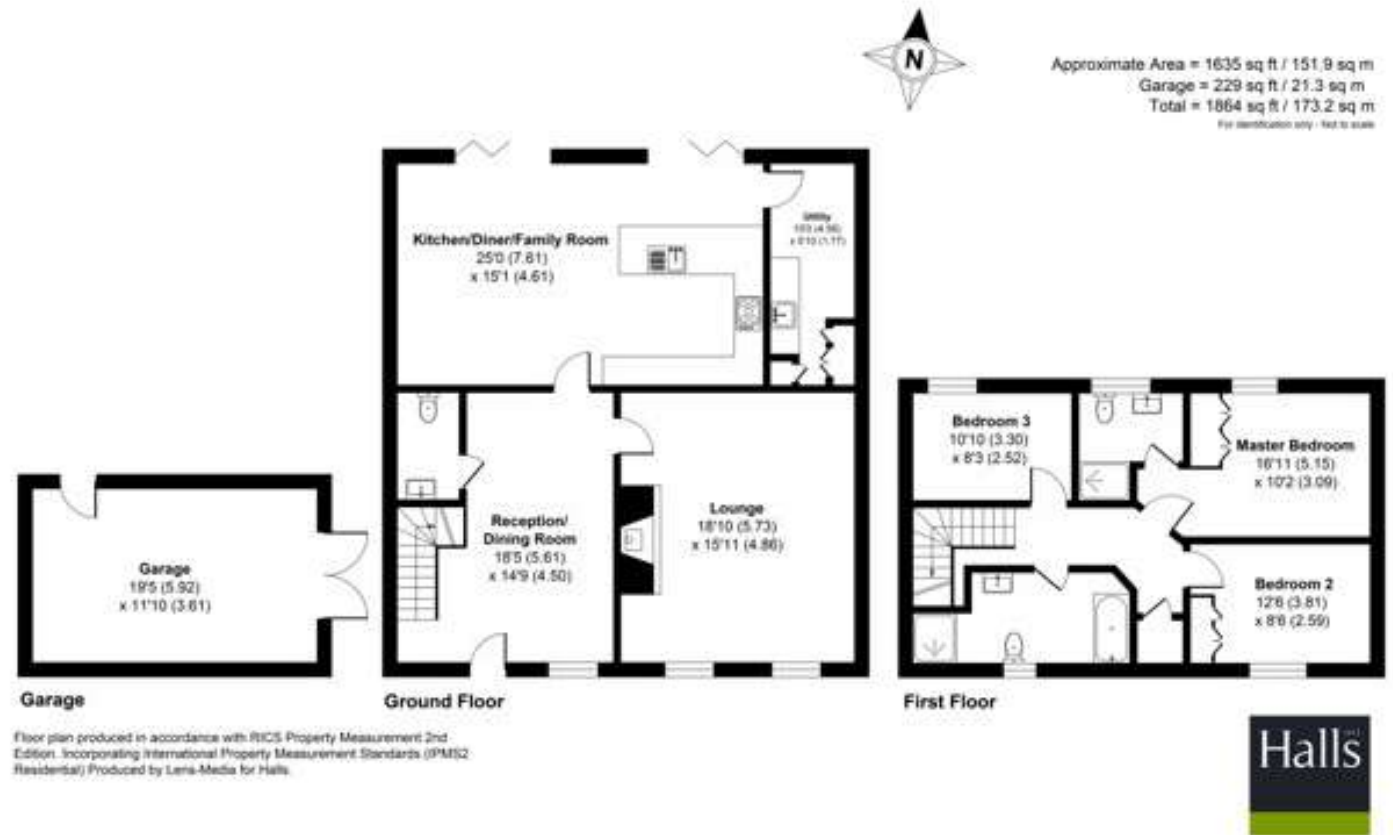 N
Approximate Area = 1635 sq ft / 151.9 sq m
Garage = 229 sq ft / 21.3 sq m
Total = 1864 sq ft / 173.2 sq m
For identification only - Not to scale
Kitchen/Diner/Family Room
25'0 (7.61)
x 15'1 (4.61)
Utility
(4.56)
(1.77)
Reception/
Dining Room
18'5 (5.61)
x 14'9 (4.50)
Lounge
18'10 (5.73)
x 15'11 (4.86)
Bedroom 3
10'10 (3.30)
x 8'3 (2.52)
Master Bedroom
16'11 (5.15)
x 10'2 (3.09)
Bedroom 2
12'6 (3.81)
x 8'6 (2.59)
Garage
19'5 (5.92)
x 11'10 (3.61)
Garage
Ground Floor
First Floor
Floor plan produced in accordance with RICS Property Measurement 2nd
Edition. Incorporating International Property Measurement Standards (IPMS2
Residential) Produced by Lens-Media for Halls.
Halls